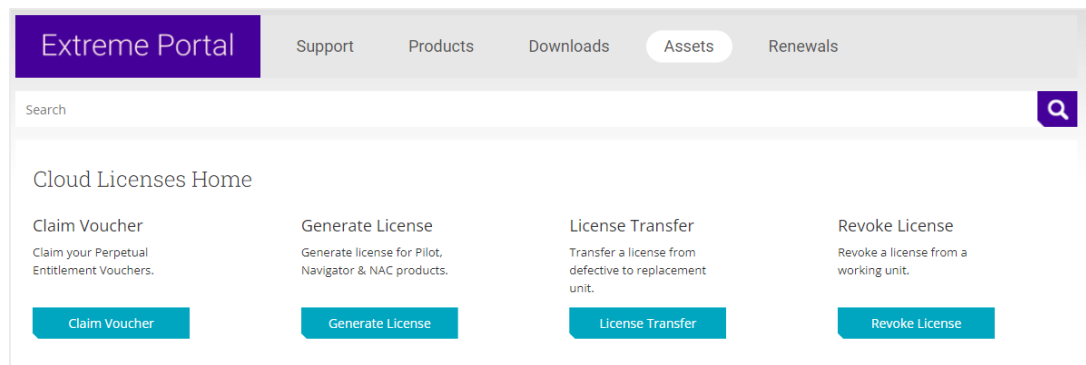 Extreme Portal
Support
Products
Downloads
Assets
Renewals
Search
Cloud Licenses Home
Claim Voucher
Claim your Perpetual
Entitlement Vouchers.
Claim Voucher
Generate License
Generate license for Pilot,
Navigator & NAC products.
Generate License
License Transfer
Transfer a license from
defective to replacement
unit.
License Transfer
Revoke License
Revoke a license from a
working unit.
Revoke License